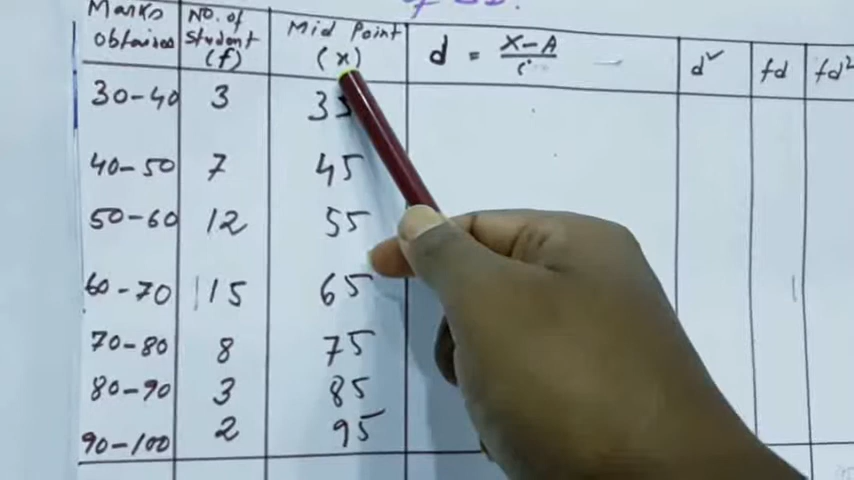 Marks No. of Mid Point d = X-A/i d² fd fd²
Obtained Student (x)
(f)
30-40 3 35
40-50 7 45
50-60 12 55
60-70 15 65
70-80 8 75
80-90 3 85
90-100 2 95